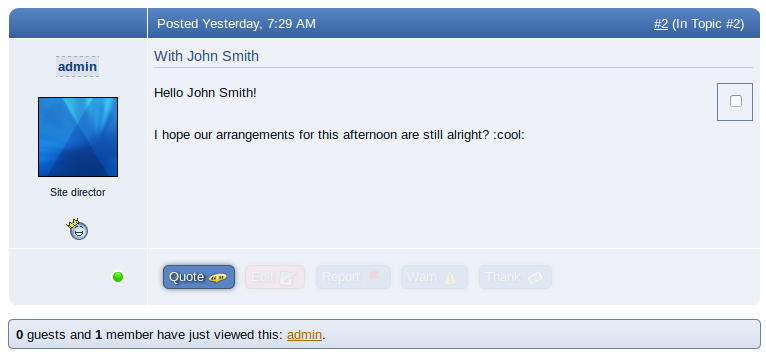 Posted Yesterday, 7:29 AM
#2 (In Topic #2)
admin
With John Smith
Hello John Smith!
I hope our arrangements for this afternoon are still alright? :cool:
Site director
Quote
Edit
Report
Warn
Thank
0 guests and 1 member have just viewed this: admin.